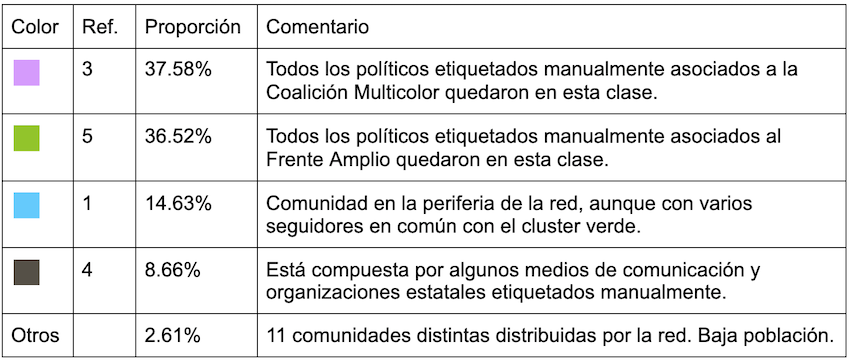 Color Ref. Proporción Comentario
3 37.58% Todos los políticos etiquetados manualmente asociados a la
Coalición Multicolor quedaron en esta clase.
5 36.52% Todos los políticos etiquetados manualmente asociados al
Frente Amplio quedaron en esta clase.
1 14.63% Comunidad en la periferia de la red, aunque con varios
seguidores en común con el cluster verde.
4 8.66% Está compuesta por algunos medios de comunicación y
organizaciones estatales etiquetados manualmente.
Otros 2.61% 11 comunidades distintas distribuidas por la red. Baja población.